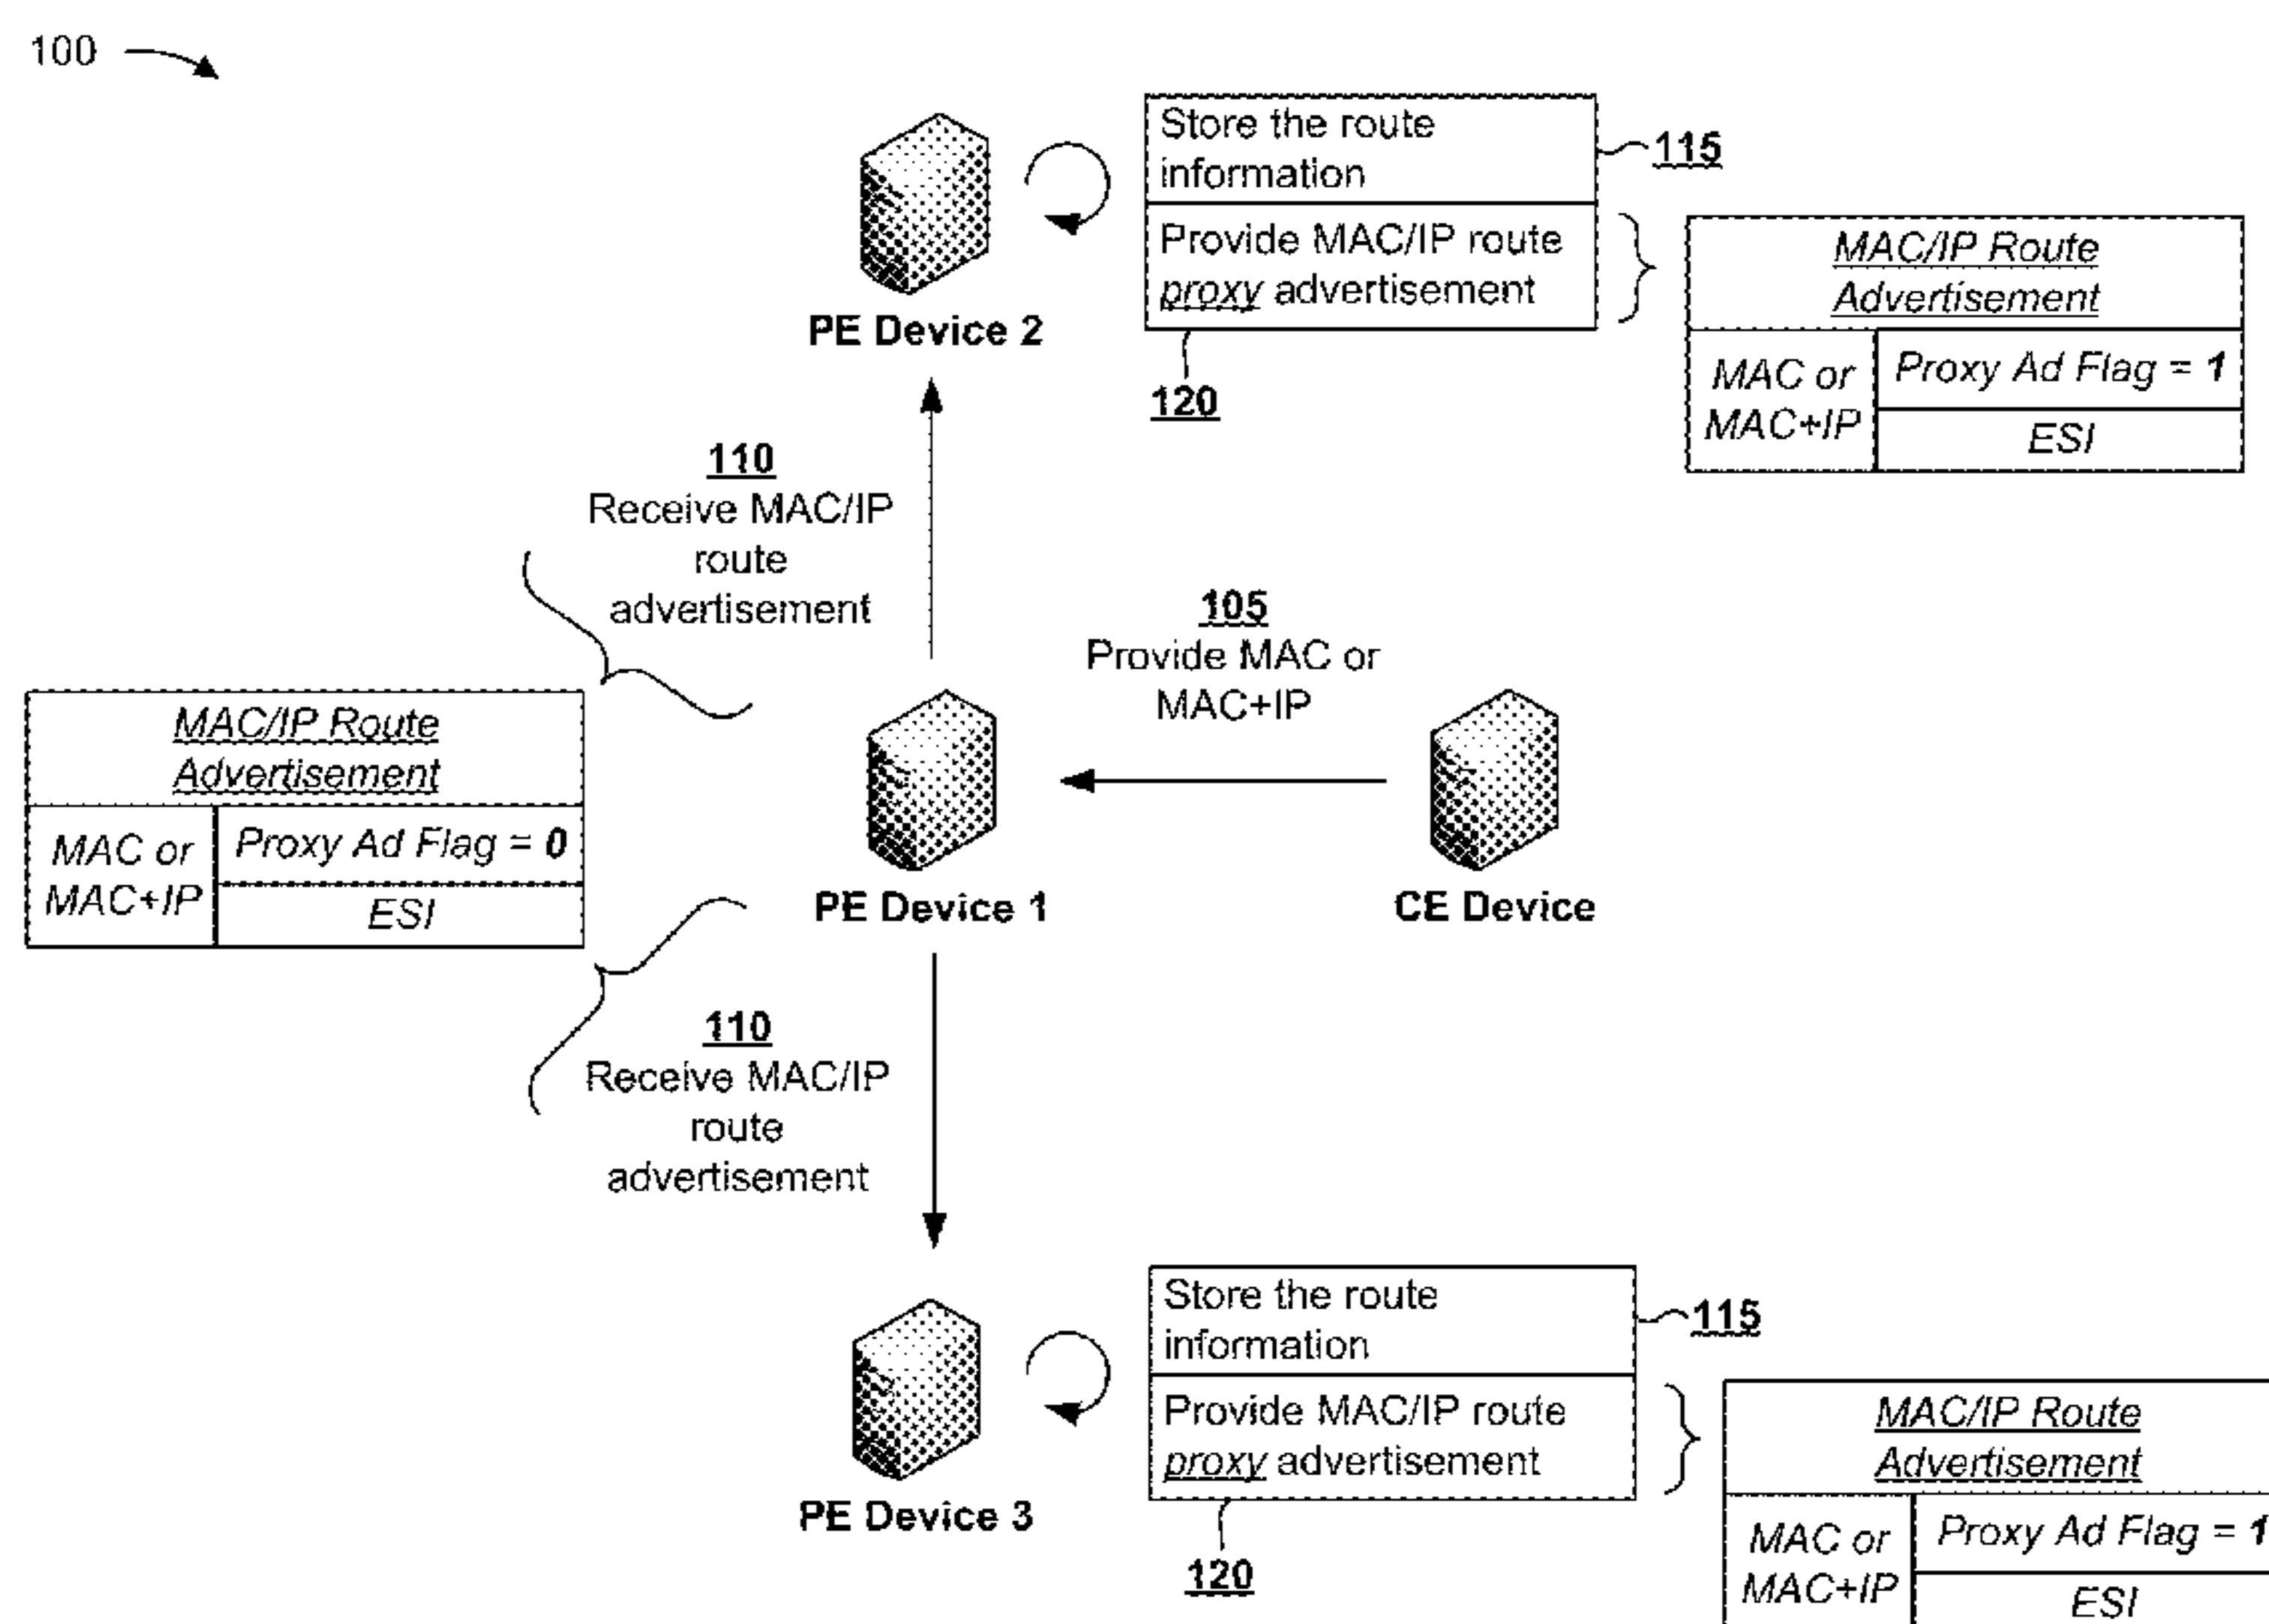 100
Store the route
information
115
Provide MAC/IP route
proxy advertisement
120
PE Device 2
MAC/IP Route
Advertisement
MAC or
MAC+IP
Proxy Ad Flag = 1
ESI
110
Receive MAC/IP
route
advertisement
105
Provide MAC or
MAC+IP
MAC/IP Route
Advertisement
MAC or
MAC+IP
Proxy Ad Flag = 0
ESI
PE Device 1
CE Device
110
Receive MAC/IP
route
advertisement
Store the route
information
115
Provide MAC/IP route
proxy advertisement
120
PE Device 3
MAC/IP Route
Advertisement
MAC or
MAC+IP
Proxy Ad Flag = 1
ESI